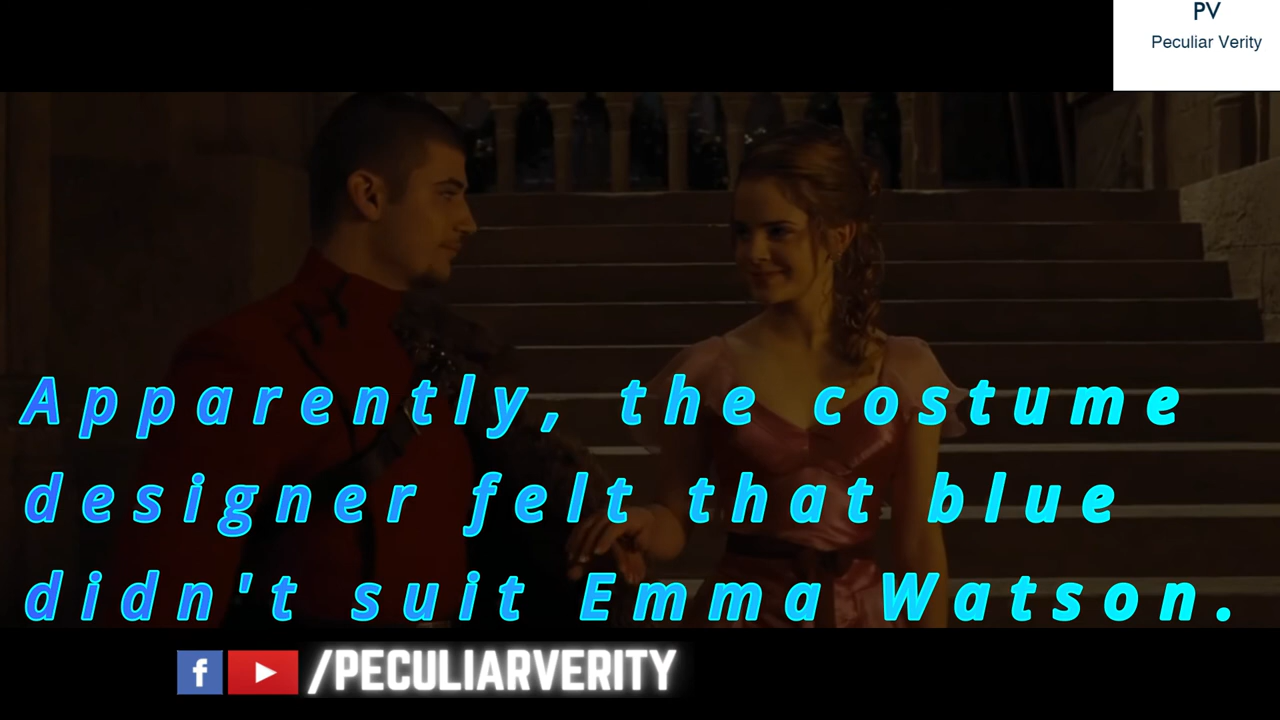 PV
Peculiar Verity
Apparently, the costume
designer felt that blue
didn't suit Emma Watson.
f /PECULIARVERITY